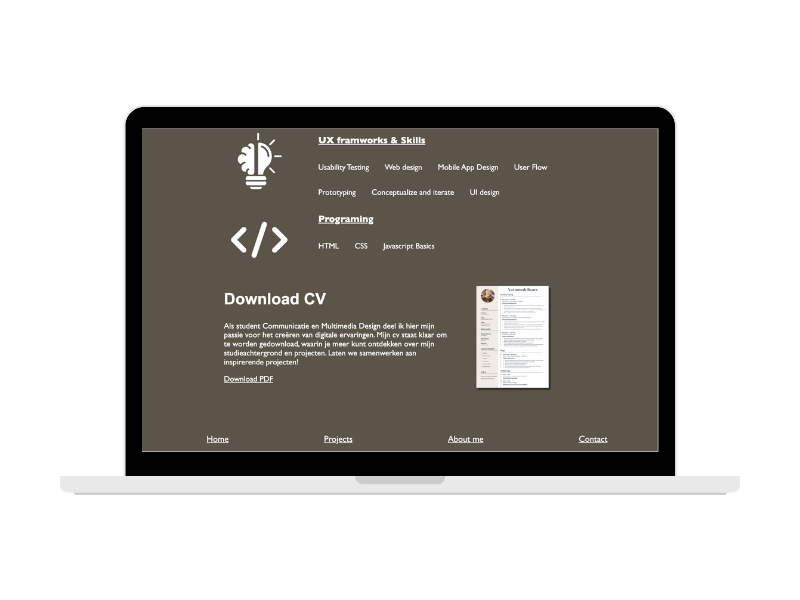 UX framworks & Skills
Usability Testing Web design Mobile App Design User Flow
Prototyping Conceptualize and iterate UI design
Programing
</>
HTML CSS Javascript Basics
Download CV
Als student Communicatie en Multimedia Design deel ik hier mijn
passie voor het creëren van digitale ervaringen. Mijn cv staat klaar om
te worden gedownload, waarin je meer kunt ontdekken over mijn
studieachtergrond en projecten. Laten we samenwerken aan
inspirerende projecten!
Download PDF
Home Projects About me Contact